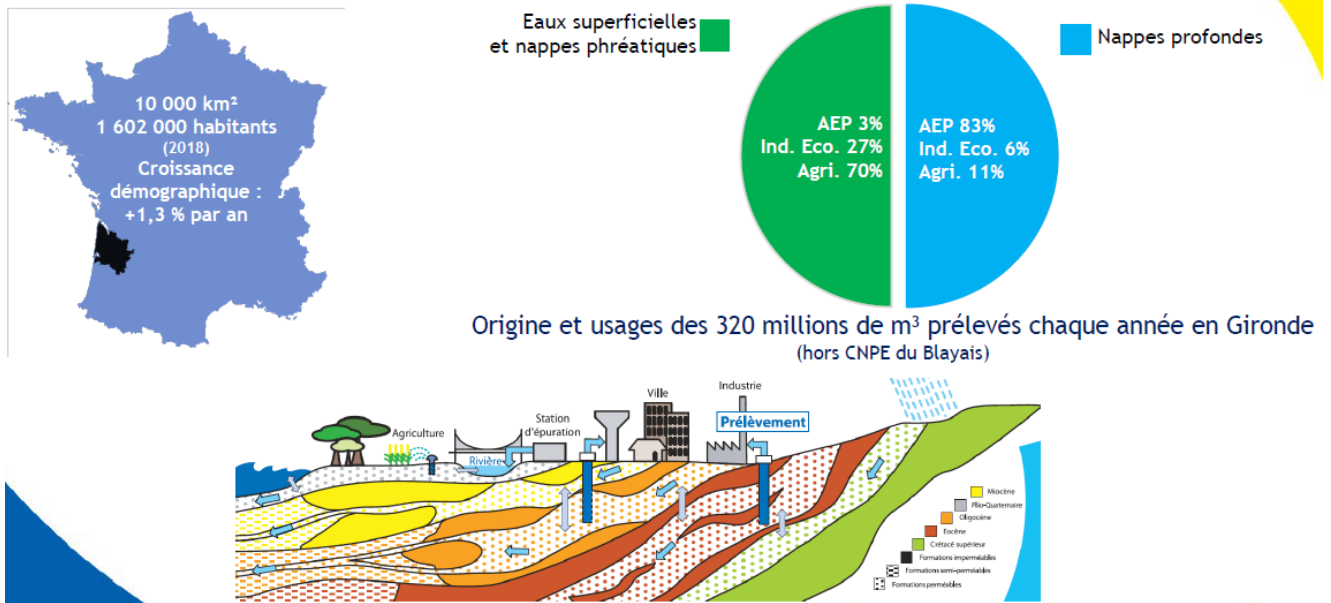 10 000 km²
1 602 000 habitants
(2018)
Croissance
démographique :
+1,3 % par an
Eaux superficielles
et nappes phréatiques
Nappes profondes
AEP 3%
Ind. Eco. 27%
Agri. 70%
AEP 83%
Ind. Eco. 6%
Agri. 11%
Origine et usages des 320 millions de m³ prélevés chaque année en Gironde
(hors CNPE du Blayais)
Agriculture
Rivière
Station
d'épuration
Ville
Industrie
Prélèvement
Miocène
Plio-Quaternaire
Oligocène
Eocène
Crétacé supérieur
Formations imperméables
Formations semi-perméables
Formations perméables